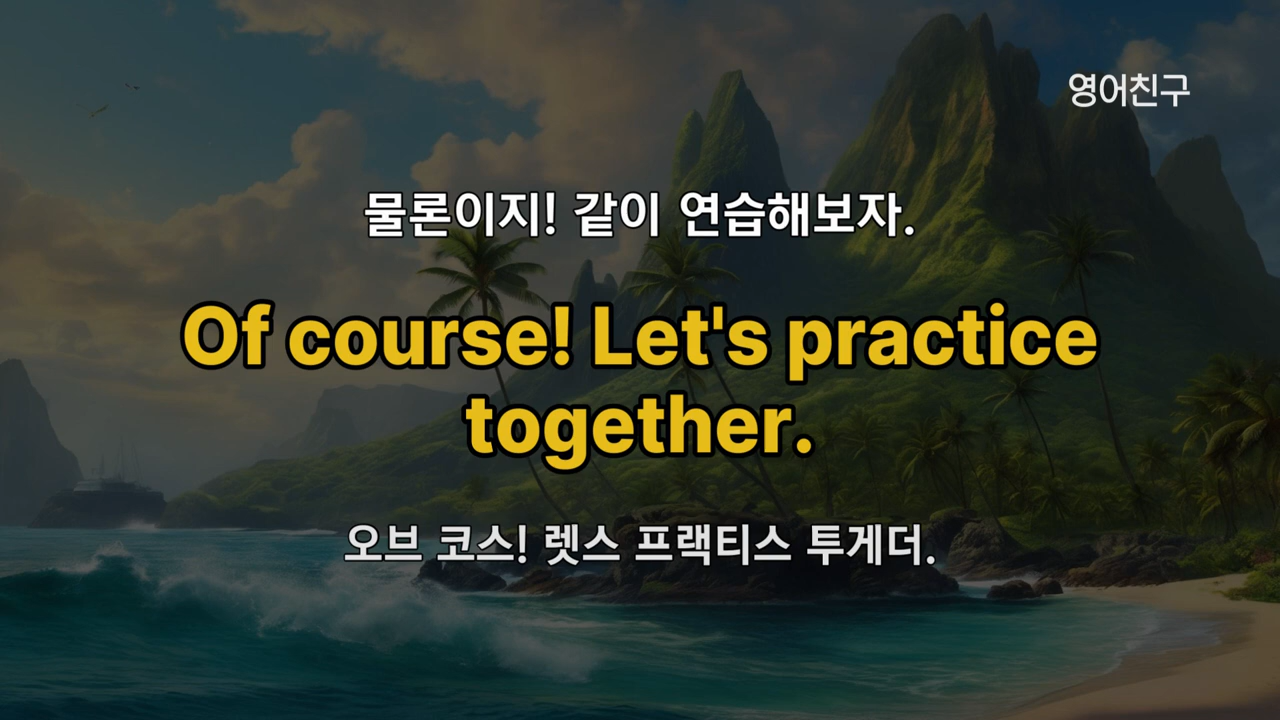 영어친구
물론이지! 같이 연습해보자.
Of course! Let's practice
together.
오브 코스! 렛스 프랙티스 투게더.